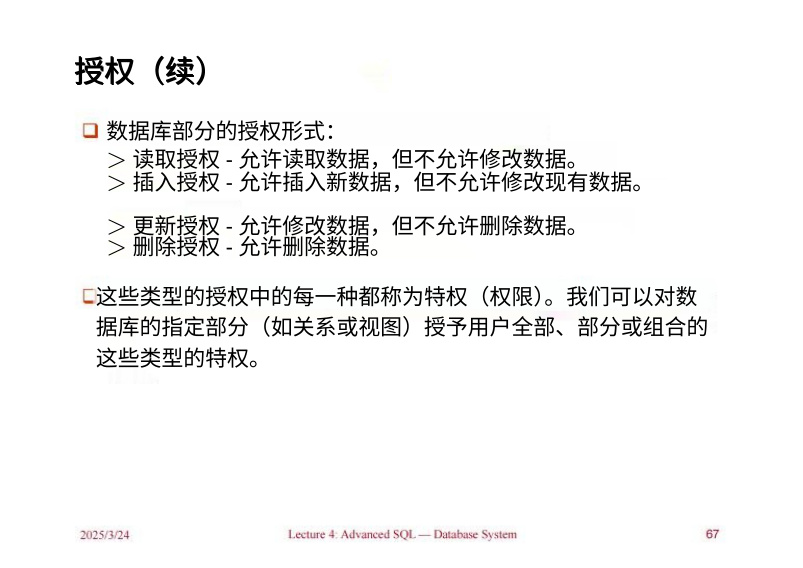 授权（续）
数据库部分的授权形式：
＞读取授权 - 允许读取数据，但不允许修改数据。
＞插入授权 - 允许插入新数据，但不允许修改现有数据。
＞更新授权 - 允许修改数据，但不允许删除数据。
＞删除授权 - 允许删除数据。
这些类型的授权中的每一种都称为特权（权限）。我们可以对数
据库的指定部分（如关系或视图）授予用户全部、部分或组合的
这些类型的特权。
2025/3/24
Lecture 4: Advanced SQL — Database System
67